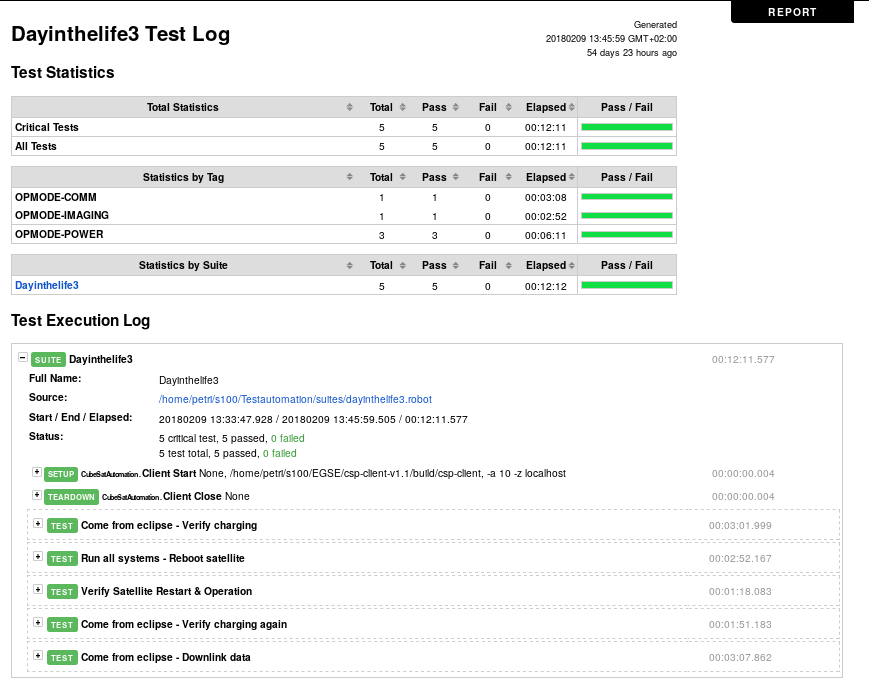 REPORT
Dayinthelife3 Test Log
Generated
20180209 13:45:59 GMT+02:00
54 days 23 hours ago
Test Statistics
Total Statistics Total Pass Fail Elapsed Pass / Fail
Critical Tests 5 5 0 00:12:11
All Tests 5 5 0 00:12:11
Statistics by Tag Total Pass Fail Elapsed Pass / Fail
OPMODE-COMM 1 1 0 00:03:08
OPMODE-IMAGING 1 1 0 00:02:52
OPMODE-POWER 3 3 0 00:06:11
Statistics by Suite Total Pass Fail Elapsed Pass / Fail
Dayinthelife3 5 5 0 00:12:12
Test Execution Log
SUITE Dayinthelife3 00:12:11.577
Full Name: Dayinthelife3
Source: /home/petri/s100/Testautomation/suites/dayinthelife3.robot
Start / End / Elapsed: 20180209 13:33:47.928 / 20180209 13:45:59.505 / 00:12:11.577
Status: 5 critical test, 5 passed, 0 failed
5 test total, 5 passed, 0 failed
SETUP CubeSatAutomation. Client Start None, /home/petri/s100/EGSE/csp-client-v1.1/build/csp-client, -a 10 -z localhost 00:00:00.004
TEARDOWN CubeSatAutomation. Client Close None 00:00:00.004
TEST Come from eclipse - Verify charging 00:03:01.999
TEST Run all systems - Reboot satellite 00:02:52.167
TEST Verify Satellite Restart & Operation 00:01:18.083
TEST Come from eclipse - Verify charging again 00:01:51.183
TEST Come from eclipse - Downlink data 00:03:07.862